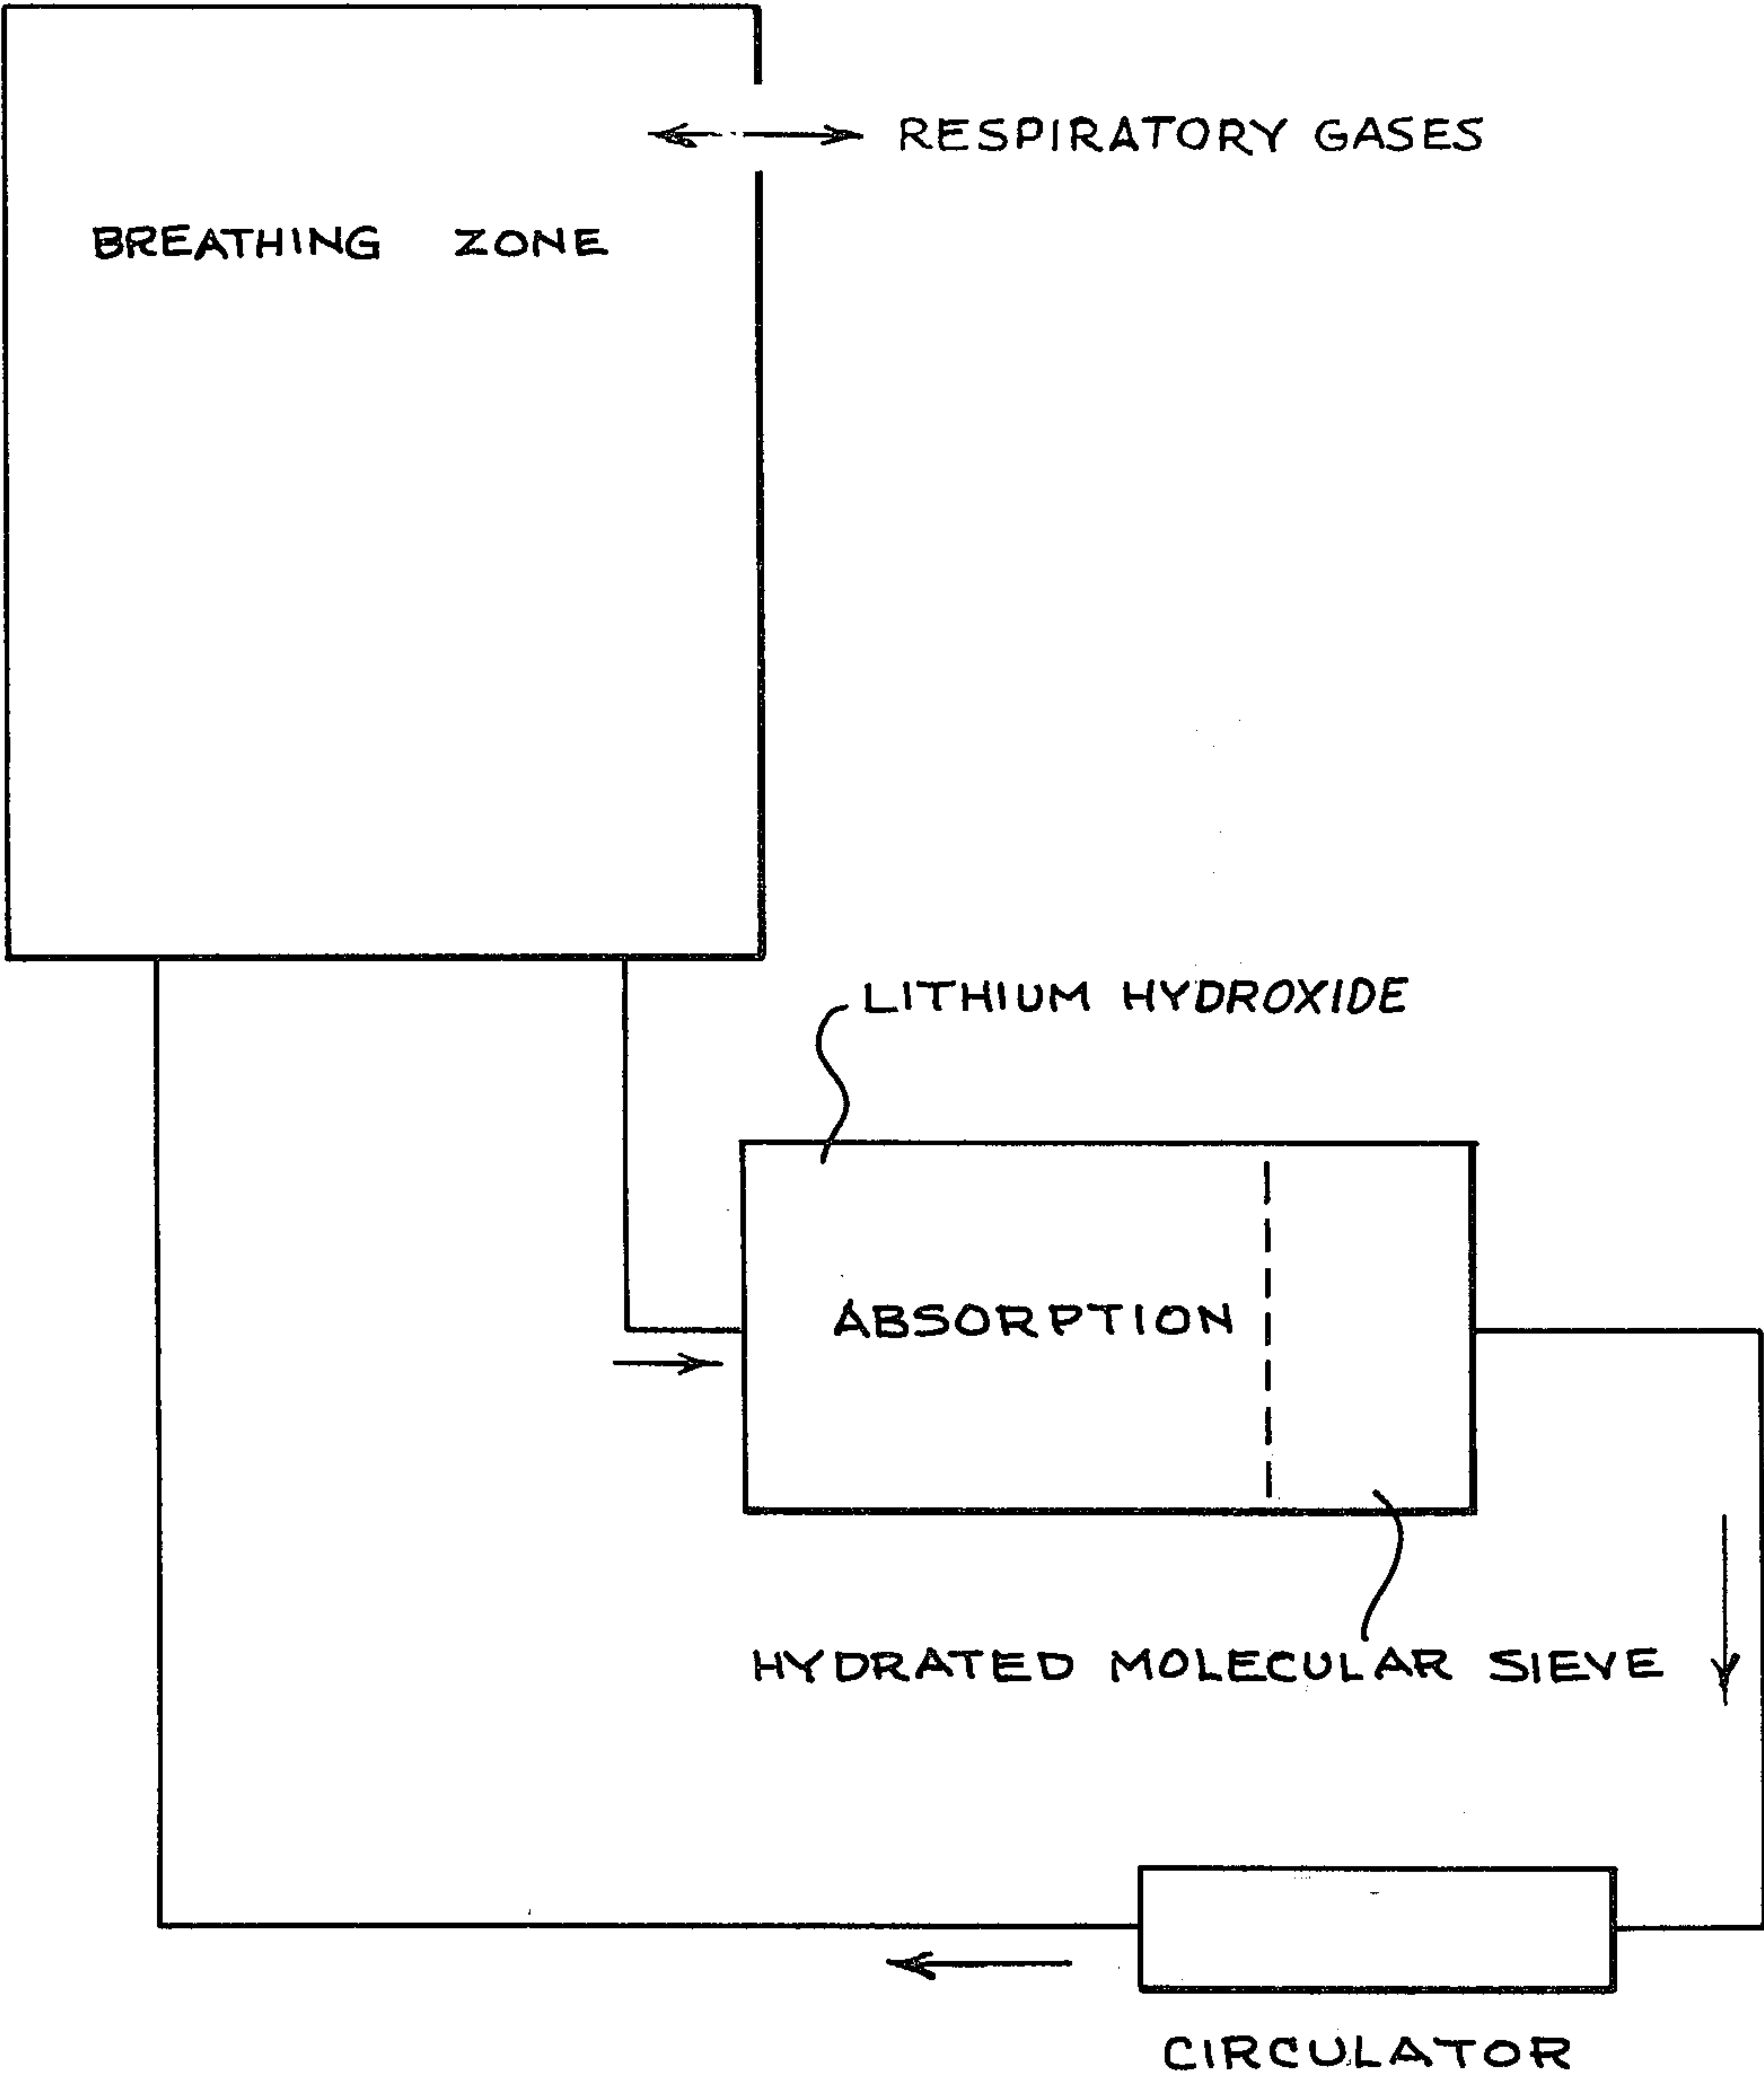 RESPIRATORY GASES
BREATHING ZONE
LITHIUM HYDROXIDE
ABSORPTION
HYDRATED MOLECULAR SIEVE
CIRCULATOR